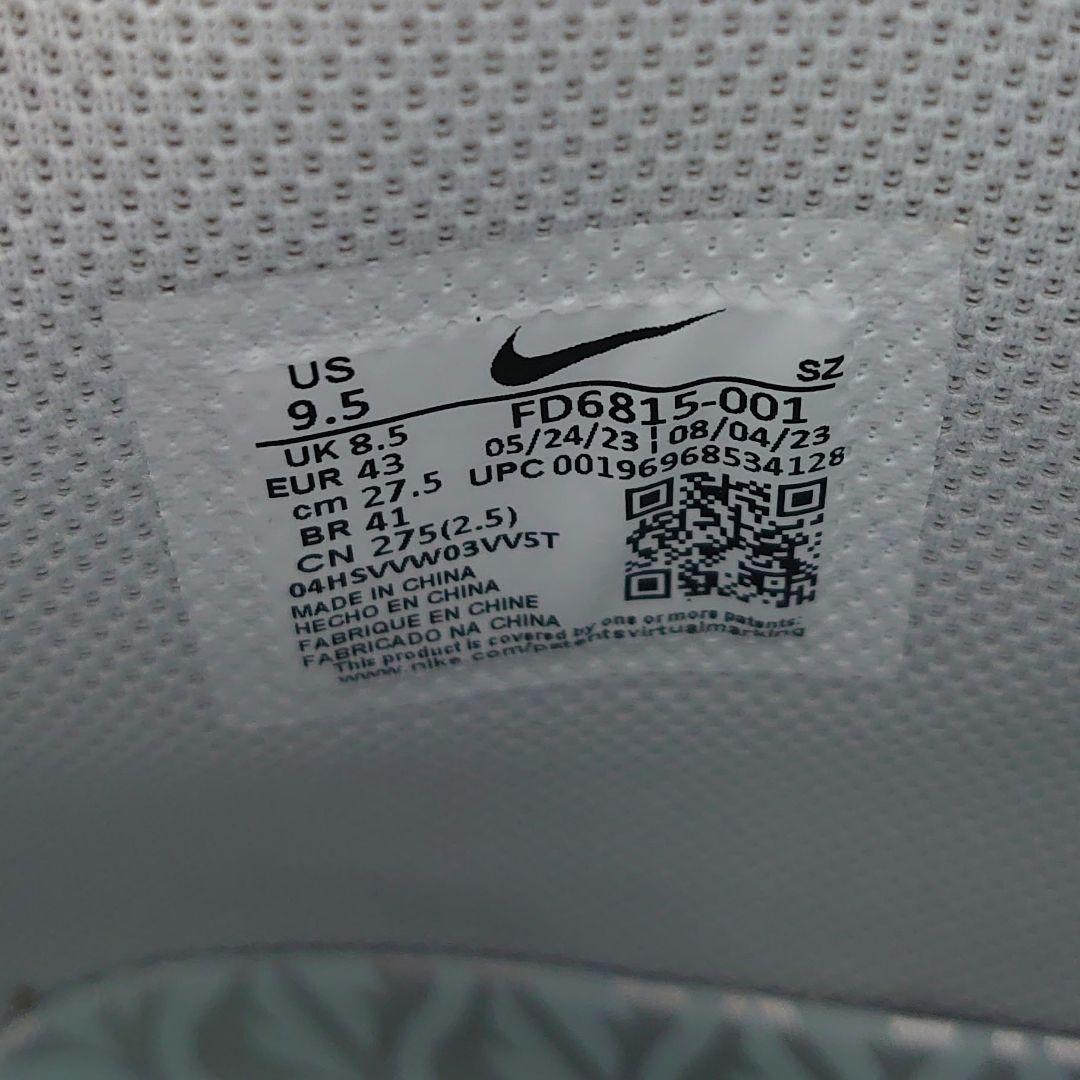 US
9.5
SZ
UK 8.5
EUR 43
cm 27.5
BR 41
CN 275(2.5)
04HSVVW03VV5T
MADE IN CHINA
HECHO EN CHINA
FABRIQUE EN CHINE
FABRICADO NA CHINA
FD6815-001
05/24/23 | 08/04/23
UPC 00196968534128
This product is covered by one or more patents:
www.nike.com/patentsvirtualmarking